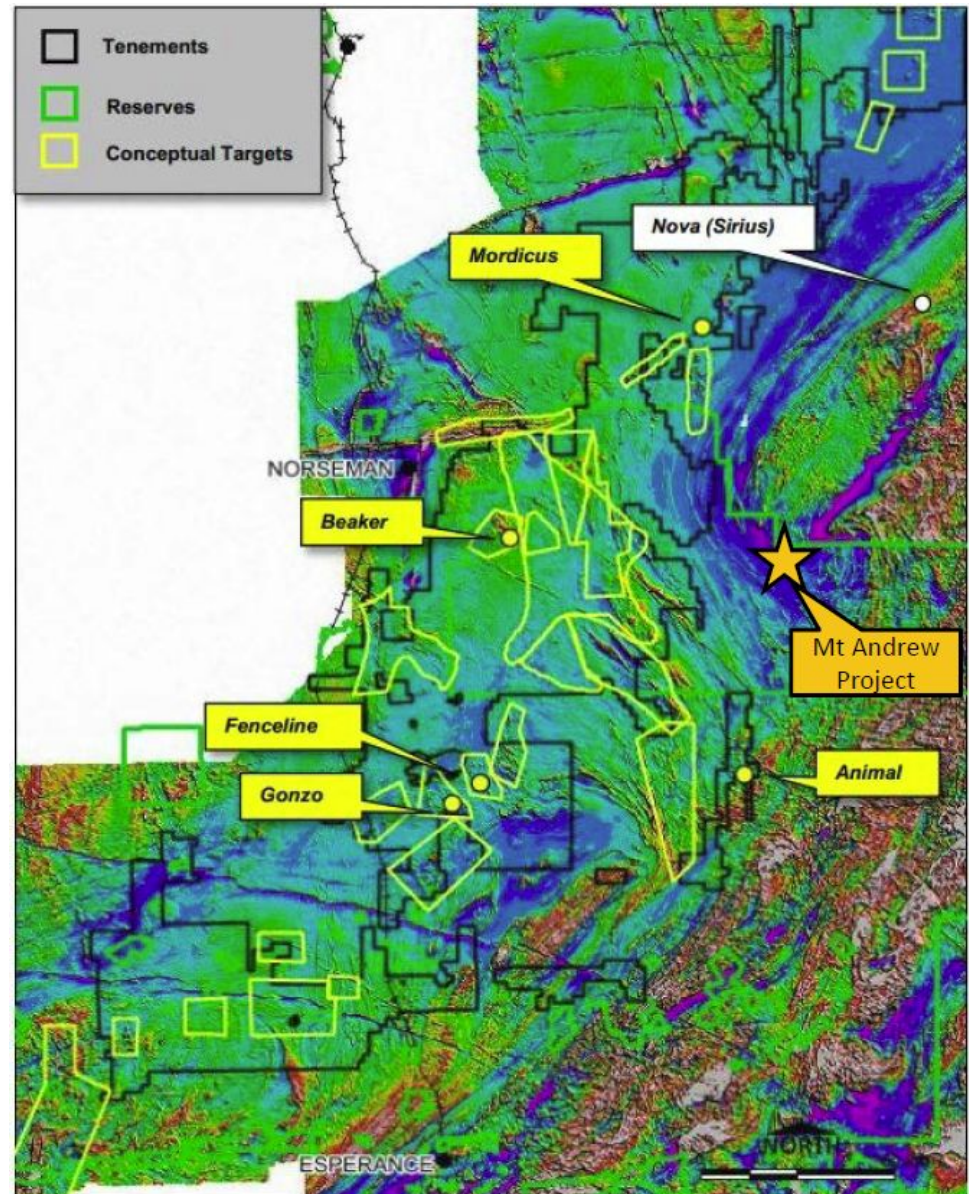 Tenements
Reserves
Conceptual Targets
Nova (Sirius)
Mordicus
NORSEMAN
Beaker
Mt Andrew
Project
Fenceline
Animal
Gonzo
NORTH
ESPERANCE